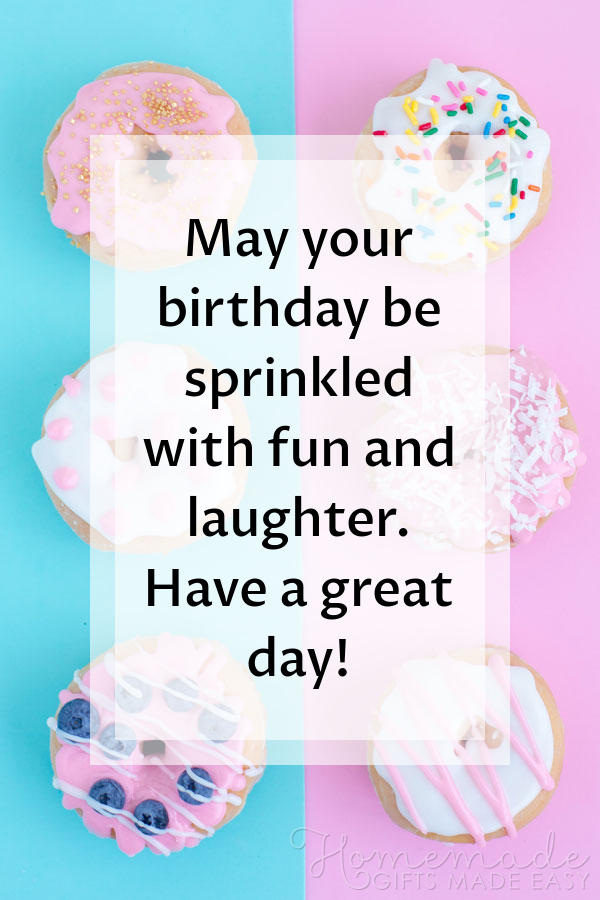 May your
birthday be
sprinkled
with fun and
laughter.
Have a great
day!
Homemade
GIFTS MADE EASY